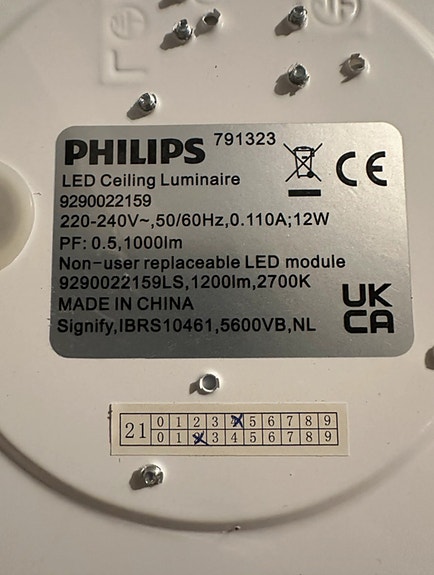 PHILIPS 791323
CE
LED Ceiling Luminaire
9290022159
220-240V~,50/60Hz,0.110A;12W
PF: 0.5,1000lm
Non-user replaceable LED module
9290022159LS,1200lm,2700K
MADE IN CHINA
Signify,IBRS10461,5600VB,NL
UK
CA
21
0 1 2 3 4 5 6 7 8 9
0 1 2 3 4 5 6 7 8 9